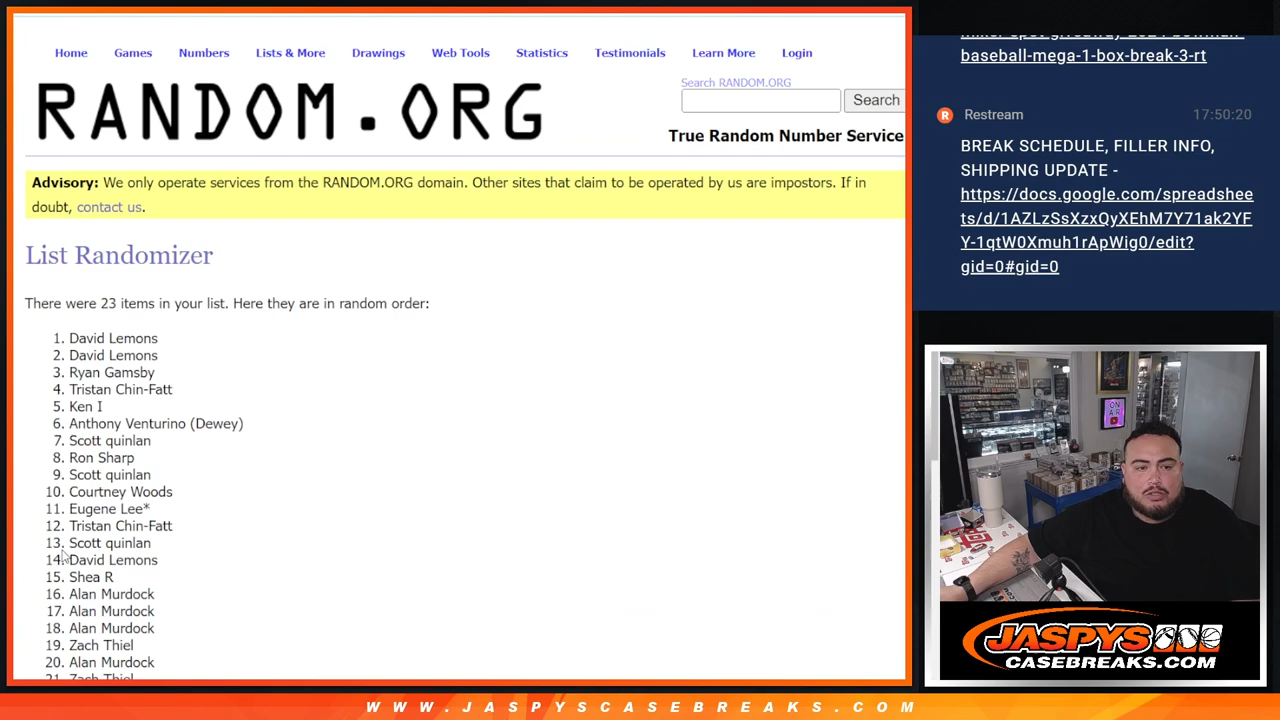 Home Games Numbers Lists & More Drawings Web Tools Statistics Testimonials Learn More Login
Search RANDOM.ORG
RANDOM.ORG
Search
True Random Number Service
Advisory: We only operate services from the RANDOM.ORG domain. Other sites that claim to be operated by us are impostors. If in
doubt, contact us.
List Randomizer
There were 23 items in your list. Here they are in random order:
1. David Lemons
2. David Lemons
3. Ryan Gamsby
4. Tristan Chin-Fatt
5. Ken I
6. Anthony Venturino (Dewey)
7. Scott quinlan
8. Ron Sharp
9. Scott quinlan
10. Courtney Woods
11. Eugene Lee*
12. Tristan Chin-Fatt
13. Scott quinlan
14. David Lemons
15. Shea R
16. Alan Murdock
17. Alan Murdock
18. Alan Murdock
19. Zach Thiel
20. Alan Murdock
21. Zach Thiel
baseball-mega-1-box-break-3-rt
Restream 17:50:20
BREAK SCHEDULE, FILLER INFO,
SHIPPING UPDATE -
https://docs.google.com/spreadshee
ts/d/1AZLzSsXzxQyXEhM7Y71ak2YF
Y-1qtW0Xmuh1rApWig0/edit?
gid=0#gid=0
ON
AIR
JASPYS
CASEBREAKS.COM
WWW.JASPYSCASEBREAKS.COM